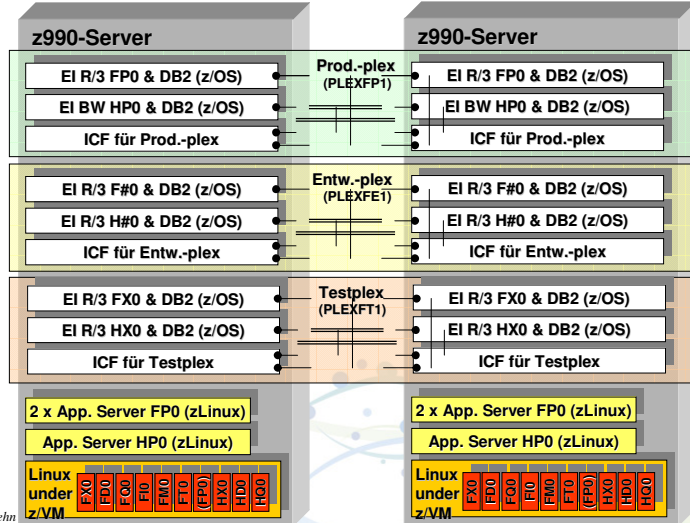 z990-Server
EI R/3 FP0 & DB2 (z/OS)
EI BW HP0 & DB2 (z/OS)
ICF für Prod.-plex
EI R/3 F#0 & DB2 (z/OS)
EI R/3 H#0 & DB2 (z/OS)
ICF für Entw.-plex
EI R/3 FX0 & DB2 (z/OS)
EI R/3 HX0 & DB2 (z/OS)
ICF für Testplex
2 x App. Server FP0 (zLinux)
App. Server HP0 (zLinux)
Linux
under
z/VM
FX0
FD0
FQ0
FI0
FM0
FT0
(FP0)
HX0
HD0
HQ0
Prod.-plex
(PLEXFP1)
Entw.-plex
(PLEXFE1)
Testplex
(PLEXFT1)
z990-Server
EI R/3 FP0 & DB2 (z/OS)
EI BW HP0 & DB2 (z/OS)
ICF für Prod.-plex
EI R/3 F#0 & DB2 (z/OS)
EI R/3 H#0 & DB2 (z/OS)
ICF für Entw.-plex
EI R/3 FX0 & DB2 (z/OS)
EI R/3 HX0 & DB2 (z/OS)
ICF für Testplex
2 x App. Server FP0 (zLinux)
App. Server HP0 (zLinux)
Linux
under
z/VM
FX0
FD0
FQ0
FI0
FM0
FT0
(FP0)
HX0
HD0
HQ0